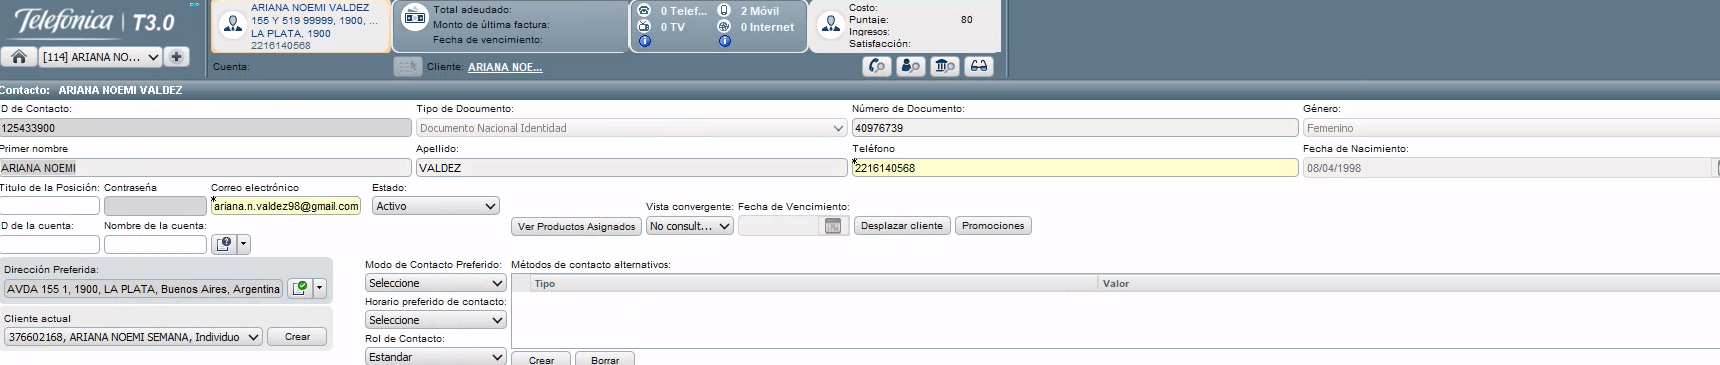 Telefónica | T3.0
ARIANA NOEMI VALDEZ
155 Y 519 99999, 1900, ...
LA PLATA, 1900
2216140568
Total adeudado:
Monto de última factura:
Fecha de vencimiento:
0 Telef... 2 Móvil
0 TV 0 Internet
Costo:
Puntaje: 80
Ingresos:
Satisfacción:
[114] ARIANA NO...
Cuenta:
Cliente: ARIANA NOE...
Contacto: ARIANA NOEMI VALDEZ
ID de Contacto: Tipo de Documento: Número de Documento: Género:
125433900 Documento Nacional Identidad 40976739 Femenino
Primer nombre Apellido: Teléfono Fecha de Nacimiento:
ARIANA NOEMI VALDEZ *2216140568 08/04/1998
Título de la Posición: Contraseña Correo electrónico Estado:
*ariana.n.valdez98@gmail.com Activo
Vista convergente: Fecha de Vencimiento:
ID de la cuenta: Nombre de la cuenta: Ver Productos Asignados No consult... Desplazar cliente Promociones
Dirección Preferida:
AVDA 155 1, 1900, LA PLATA, Buenos Aires, Argentina
Cliente actual
376602168, ARIANA NOEMI SEMANA, Individuo Crear
Modo de Contacto Preferido:
Seleccione
Horario preferido de contacto:
Seleccione
Rol de Contacto:
Estandar
Métodos de contacto alternativos:
Tipo Valor
Crear Borrar